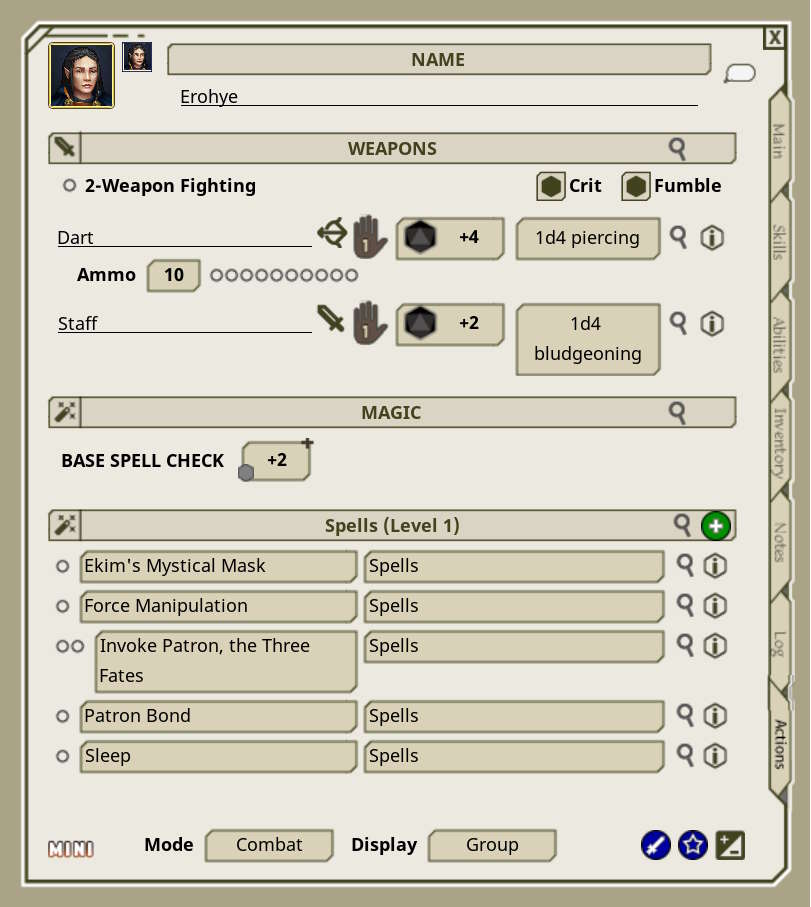 X
NAME
Erohye
WEAPONS
2-Weapon Fighting Crit Fumble
Dart 1 +4 1d4 piercing
Ammo 10
Staff 1 +2 1d4
bludgeoning
MAGIC
BASE SPELL CHECK +2
Spells (Level 1)
Ekim's Mystical Mask Spells
Force Manipulation Spells
Invoke Patron, the Three Spells
Fates
Patron Bond Spells
Sleep Spells
MINI Mode Combat Display Group
Main
Skills
Abilities
Inventory
Notes
Log
Actions